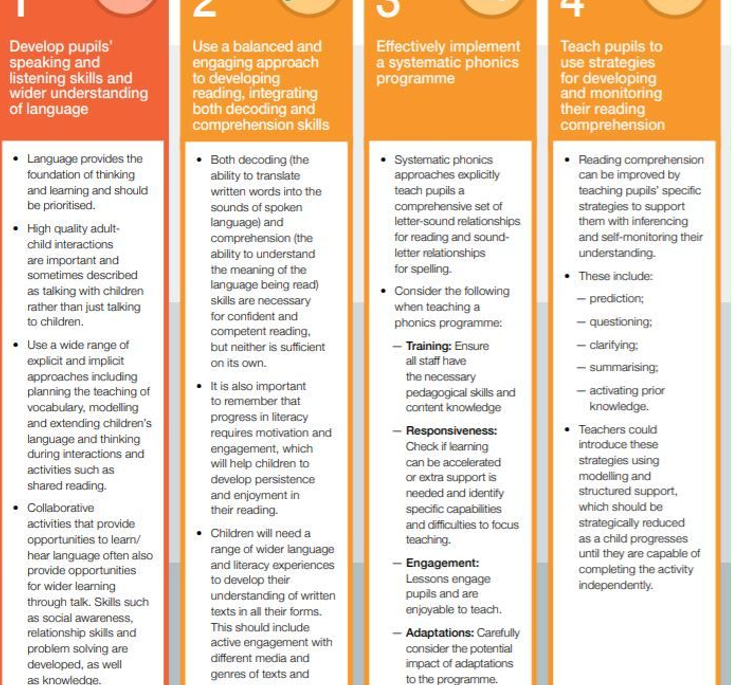 1
Develop pupils'
speaking and
listening skills and
wider understanding
of language
• Language provides the
foundation of thinking
and learning and should
be prioritised.
• High quality adult-
child interactions
are important and
sometimes described
as talking with children
rather than just talking
to children.
• Use a wide range of
explicit and implicit
approaches including
planning the teaching of
vocabulary, modelling
and extending children's
language and thinking
during interactions and
activities such as
shared reading.
• Collaborative
activities that provide
opportunities to learn/
hear language often also
provide opportunities
for wider learning
through talk. Skills such
as social awareness,
relationship skills and
problem solving are
developed, as well
as knowledge.
2
Use a balanced and
engaging approach
to developing
reading, integrating
both decoding and
comprehension skills
• Both decoding (the
ability to translate
written words into the
sounds of spoken
language) and
comprehension (the
ability to understand
the meaning of the
language being read)
skills are necessary
for confident and
competent reading,
but neither is sufficient
on its own.
• It is also important
to remember that
progress in literacy
requires motivation and
engagement, which
will help children to
develop persistence
and enjoyment in
their reading.
• Children will need a
range of wider language
and literacy experiences
to develop their
understanding of written
texts in all their forms.
This should include
active engagement with
different media and
genres of texts and
3
Effectively implement
a systematic phonics
programme
• Systematic phonics
approaches explicitly
teach pupils a
comprehensive set of
letter-sound relationships
for reading and sound-
letter relationships
for spelling.
• Consider the following
when teaching a
phonics programme:
— Training: Ensure
all staff have
the necessary
pedagogical skills and
content knowledge
— Responsiveness:
Check if learning
can be accelerated
or extra support is
needed and identify
specific capabilities
and difficulties to focus
teaching.
— Engagement:
Lessons engage
pupils and are
enjoyable to teach.
— Adaptations: Carefully
consider the potential
impact of adaptations
to the programme.
4
Teach pupils to
use strategies
for developing
and monitoring
their reading
comprehension
• Reading comprehension
can be improved by
teaching pupils' specific
strategies to support
them with inferencing
and self-monitoring their
understanding.
• These include:
— prediction;
— questioning;
— clarifying;
— summarising;
— activating prior
knowledge.
• Teachers could
introduce these
strategies using
modelling and
structured support,
which should be
strategically reduced
as a child progresses
until they are capable of
completing the activity
independently.